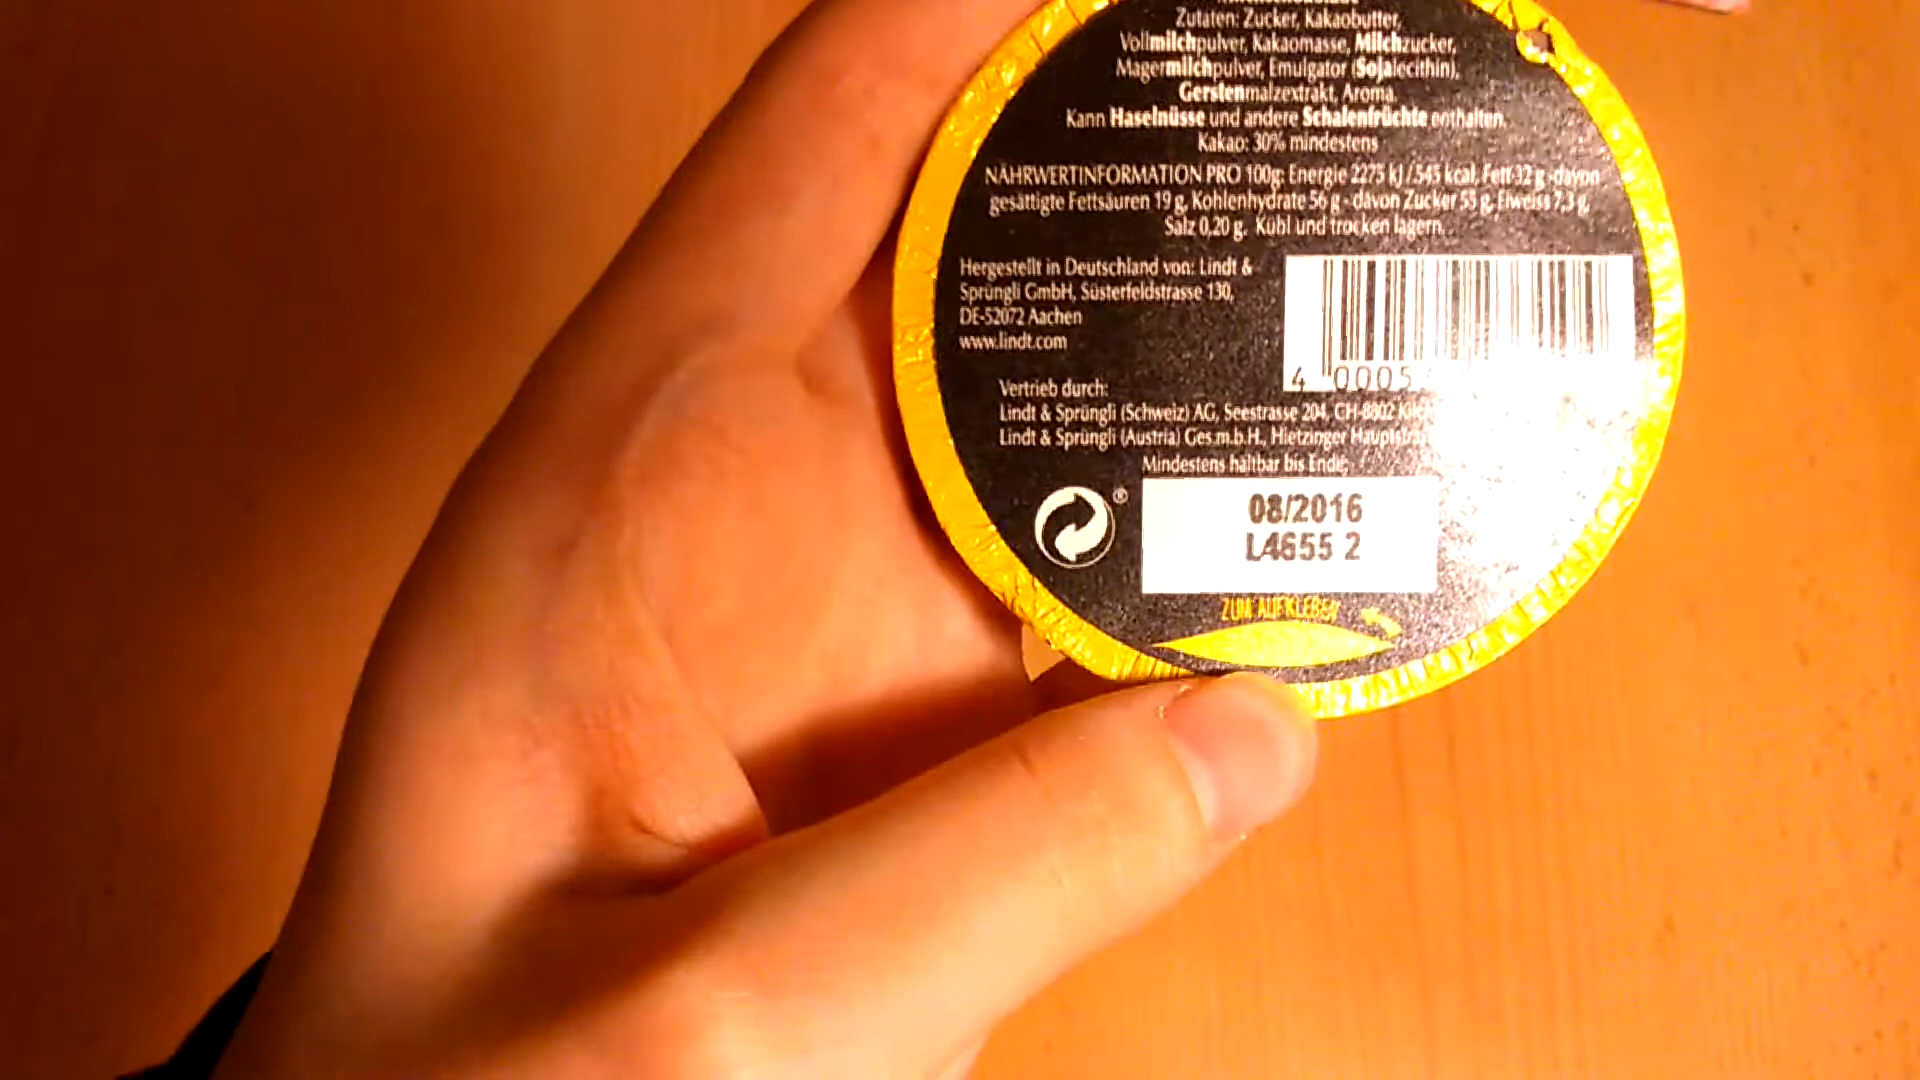 Zutaten: Zucker, Kakaobutter,
Vollmilchpulver, Kakaomasse, Milchzucker,
Magermilchpulver, Emulgator (Sojalecithin),
Gerstenmalzextrakt, Aroma.
Kann Haselnüsse und andere Schalenfrüchte enthalten.
Kakao: 30% mindestens
NÄHRWERTINFORMATION PRO 100g: Energie 2275 kJ / 545 kcal, Fett 32 g - davon
gesättigte Fettsäuren 19 g, Kohlenhydrate 56 g - davon Zucker 55 g, Eiweiss 7,3 g,
Salz 0,20 g. Kühl und trocken lagern.
Hergestellt in Deutschland von: Lindt &
Sprüngli GmbH, Süsterfeldstrasse 130,
DE-52072 Aachen
www.lindt.com
4 0005
Vertrieb durch:
Lindt & Sprüngli (Schweiz) AG, Seestrasse 204, CH-8802
Lindt & Sprüngli (Austria) Ges.m.b.H., Hietzinger
Mindestens haltbar bis Ende:
®
08/2016
L4655 2
ZUM AUFKLEBEN